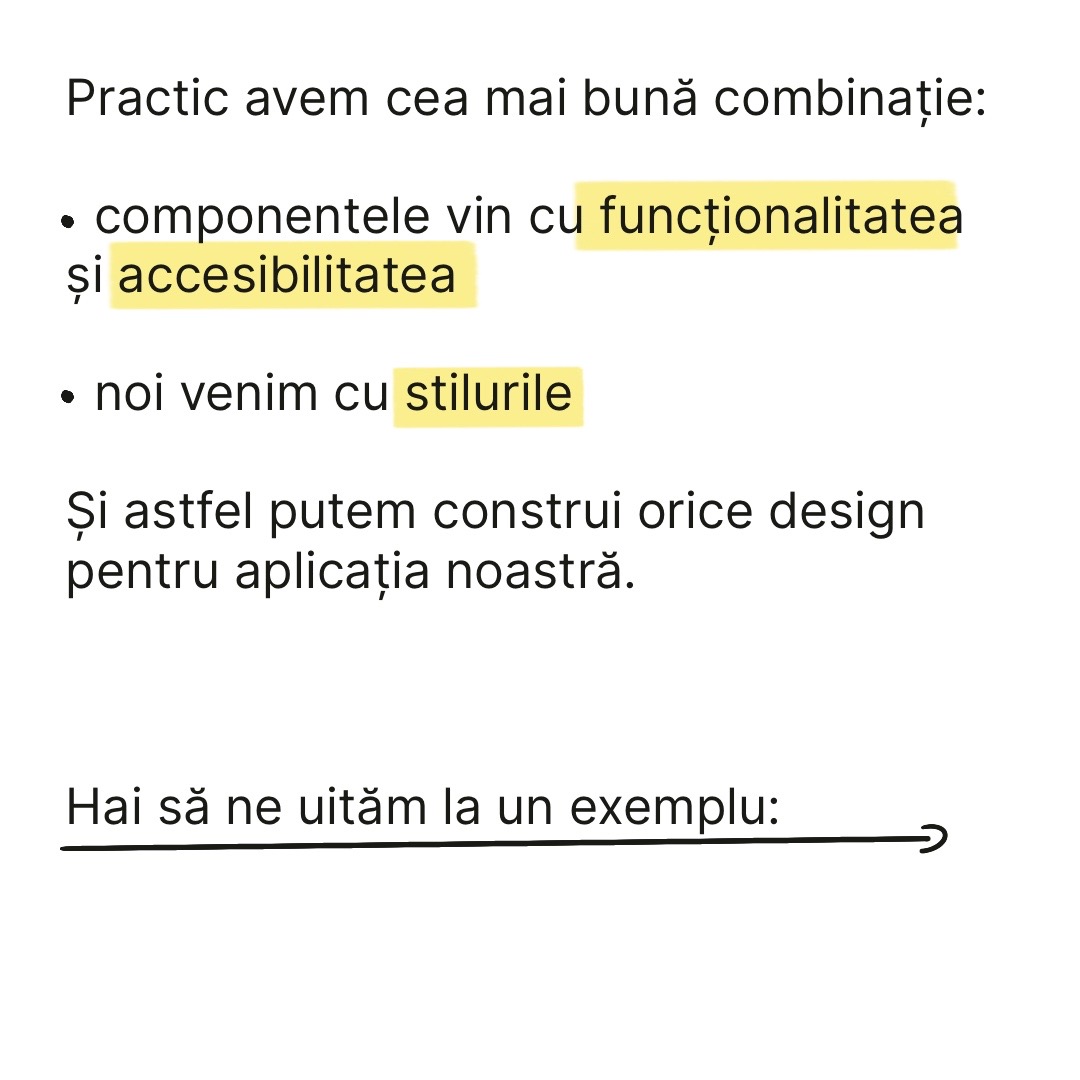 Practic avem cea mai bună combinație:
• componentele vin cu funcționalitatea
și accesibilitatea
• noi venim cu stilurile
Și astfel putem construi orice design
pentru aplicația noastră.
Hai să ne uităm la un exemplu: